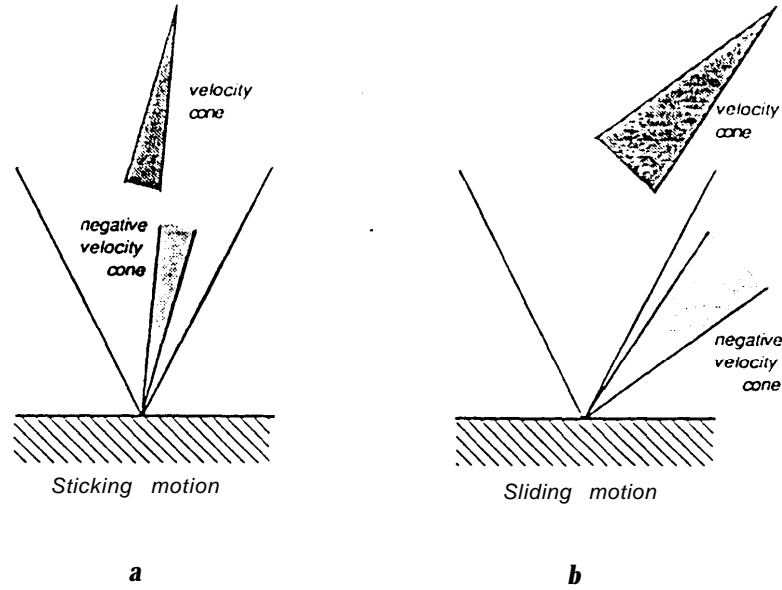 velocity
cone
negative
velocity
cone
Sticking motion
a
velocity
cone
negative
velocity
cone
Sliding motion
b